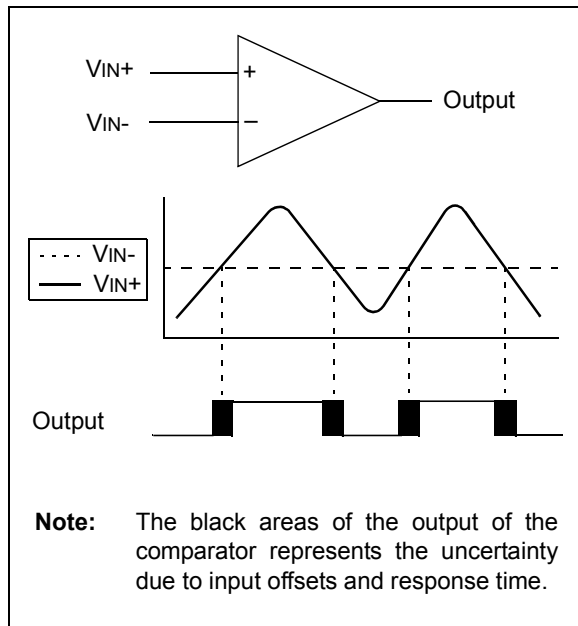 VIN+
+
Output
VIN-
−
VIN-
VIN+
Output
Note: The black areas of the output of the
comparator represents the uncertainty
due to input offsets and response time.